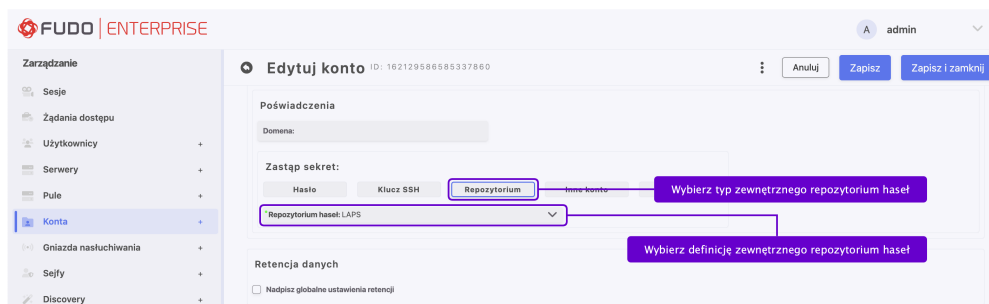 FUDO ENTERPRISE
A admin
Zarządzanie
Edytuj konto ID: 1621295865853378​60
Anuluj
Zapisz
Zapisz i zamknij
Sesje
Żądania dostępu
Użytkownicy +
Serwery +
Pule +
Konta +
Gniazda nasłuchiwania +
Sejfy +
Discovery +
Poświadczenia
Domena:
Zastąp sekret:
Hasło
Klucz SSH
Repozytorium
Inne konto
Wybierz typ zewnętrznego repozytorium haseł
*Repozytorium haseł: LAPS
Wybierz definicję zewnętrznego repozytorium haseł
Retencja danych
Nadpisz globalne ustawienia retencji